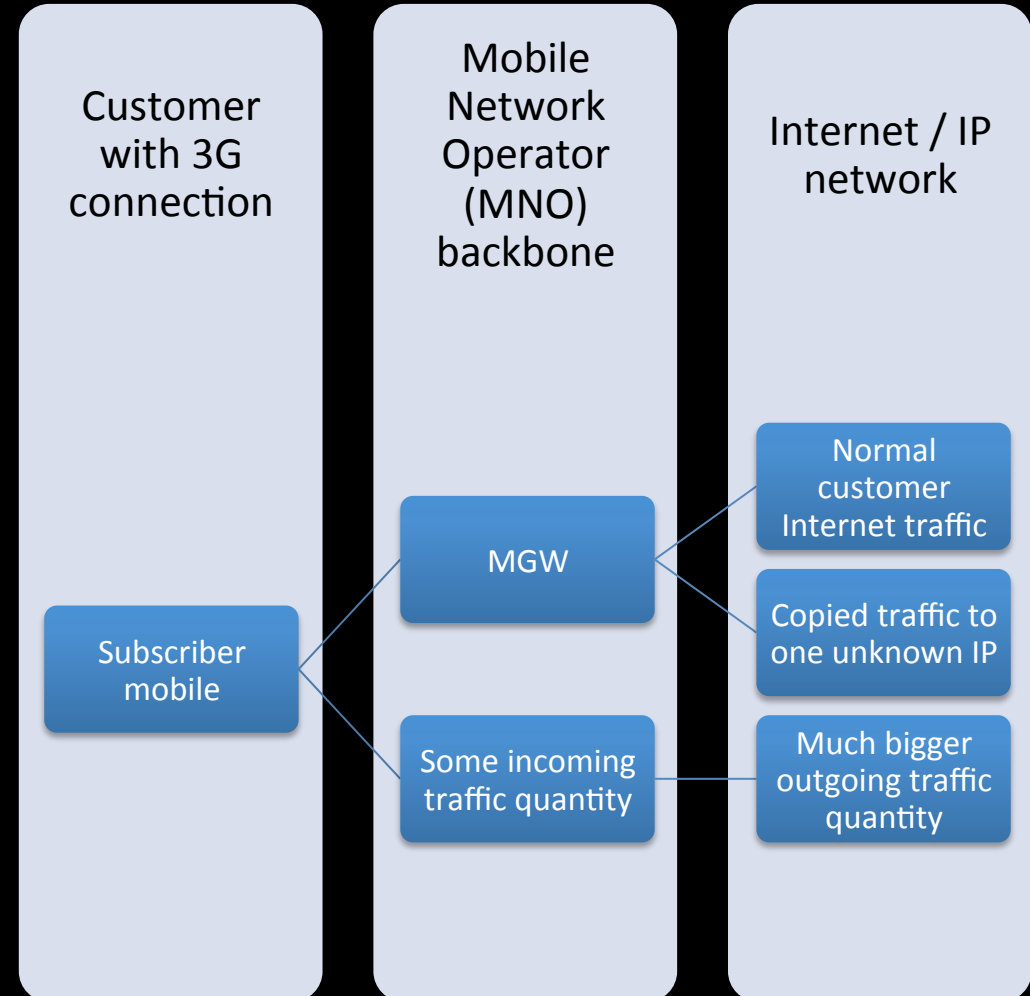 Customer
with 3G
connection
Mobile
Network
Operator
(MNO)
backbone
Internet / IP
network
Subscriber
mobile
MGW
Some incoming
traffic quantity
Normal
customer
Internet traffic
Copied traffic to
one unknown IP
Much bigger
outgoing traffic
quantity